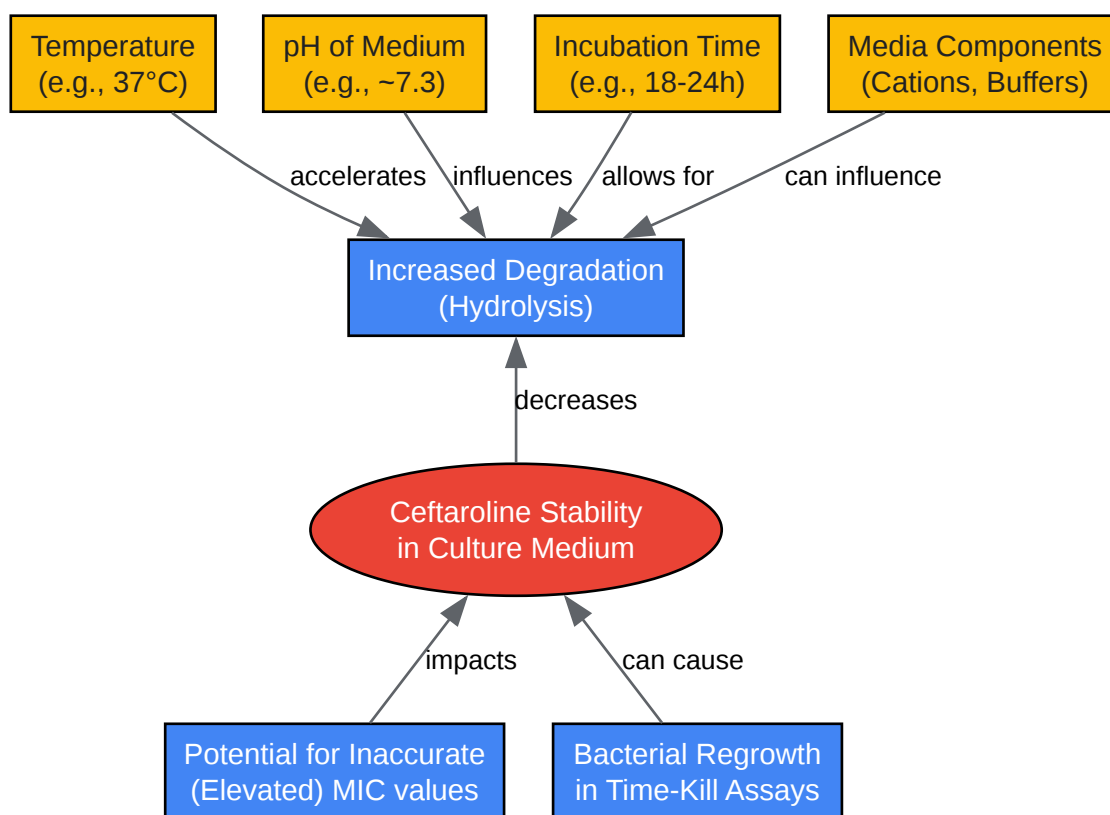 Temperature
(e.g., 37°C)
pH of Medium
(e.g., ~7.3)
Incubation Time
(e.g., 18-24h)
Media Components
(Cations, Buffers)
accelerates
influences
allows for
can influence
Increased Degradation
(Hydrolysis)
decreases
Ceftaroline Stability
in Culture Medium
impacts
can cause
Potential for Inaccurate
(Elevated) MIC values
Bacterial Regrowth
in Time-Kill Assays